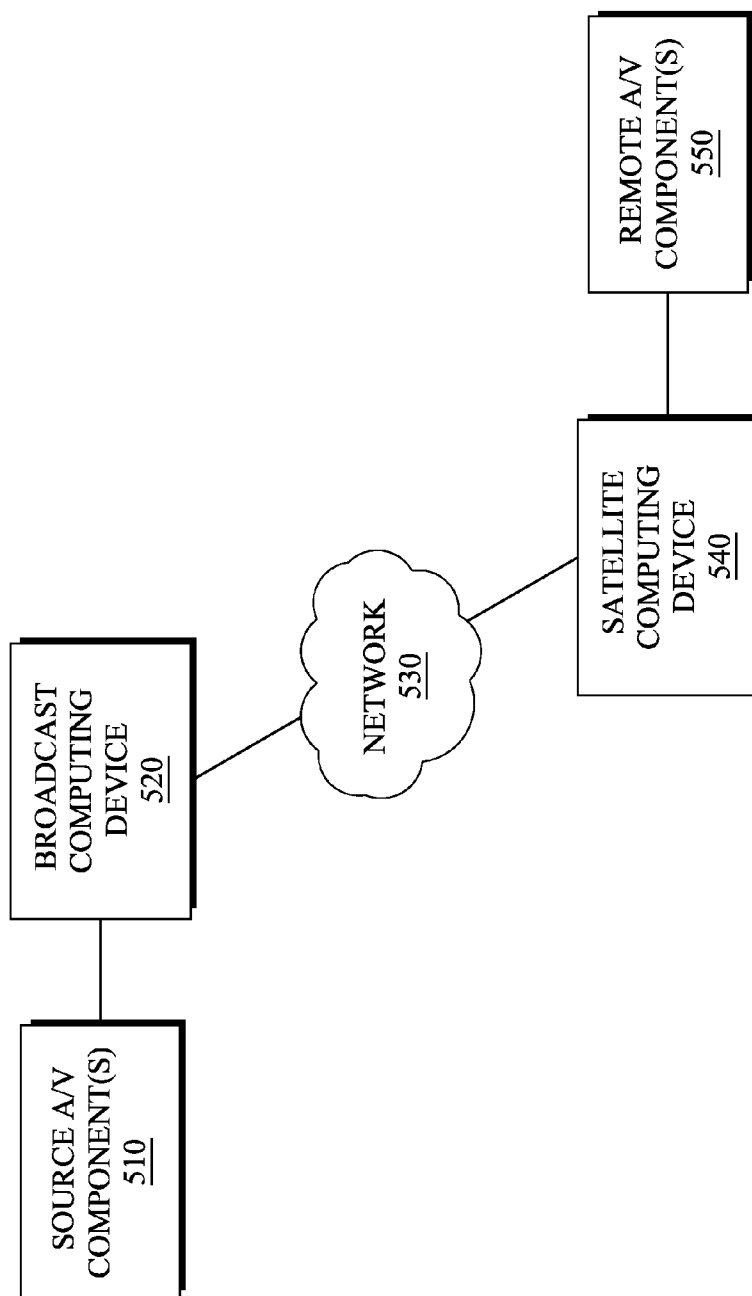 SOURCE A/V
COMPONENT(S)
510
BROADCAST
COMPUTING
DEVICE
520
NETWORK
530
SATELLITE
COMPUTING
DEVICE
540
REMOTE A/V
COMPONENT(S)
550